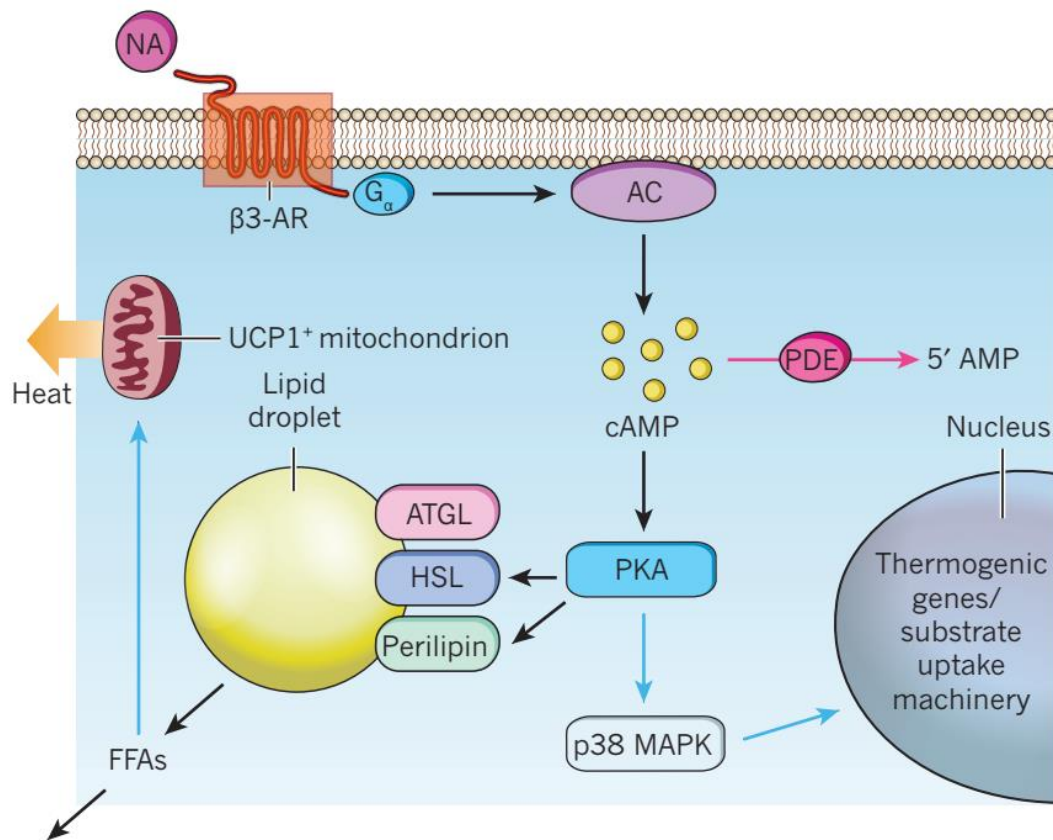 NA
Gα
AC
β3-AR
UCP1⁺ mitochondrion
Heat
PDE
5′ AMP
Lipid
droplet
cAMP
Nucleus
ATGL
HSL
Perilipin
PKA
Thermogenic
genes/
substrate
uptake
machinery
p38 MAPK
FFAs